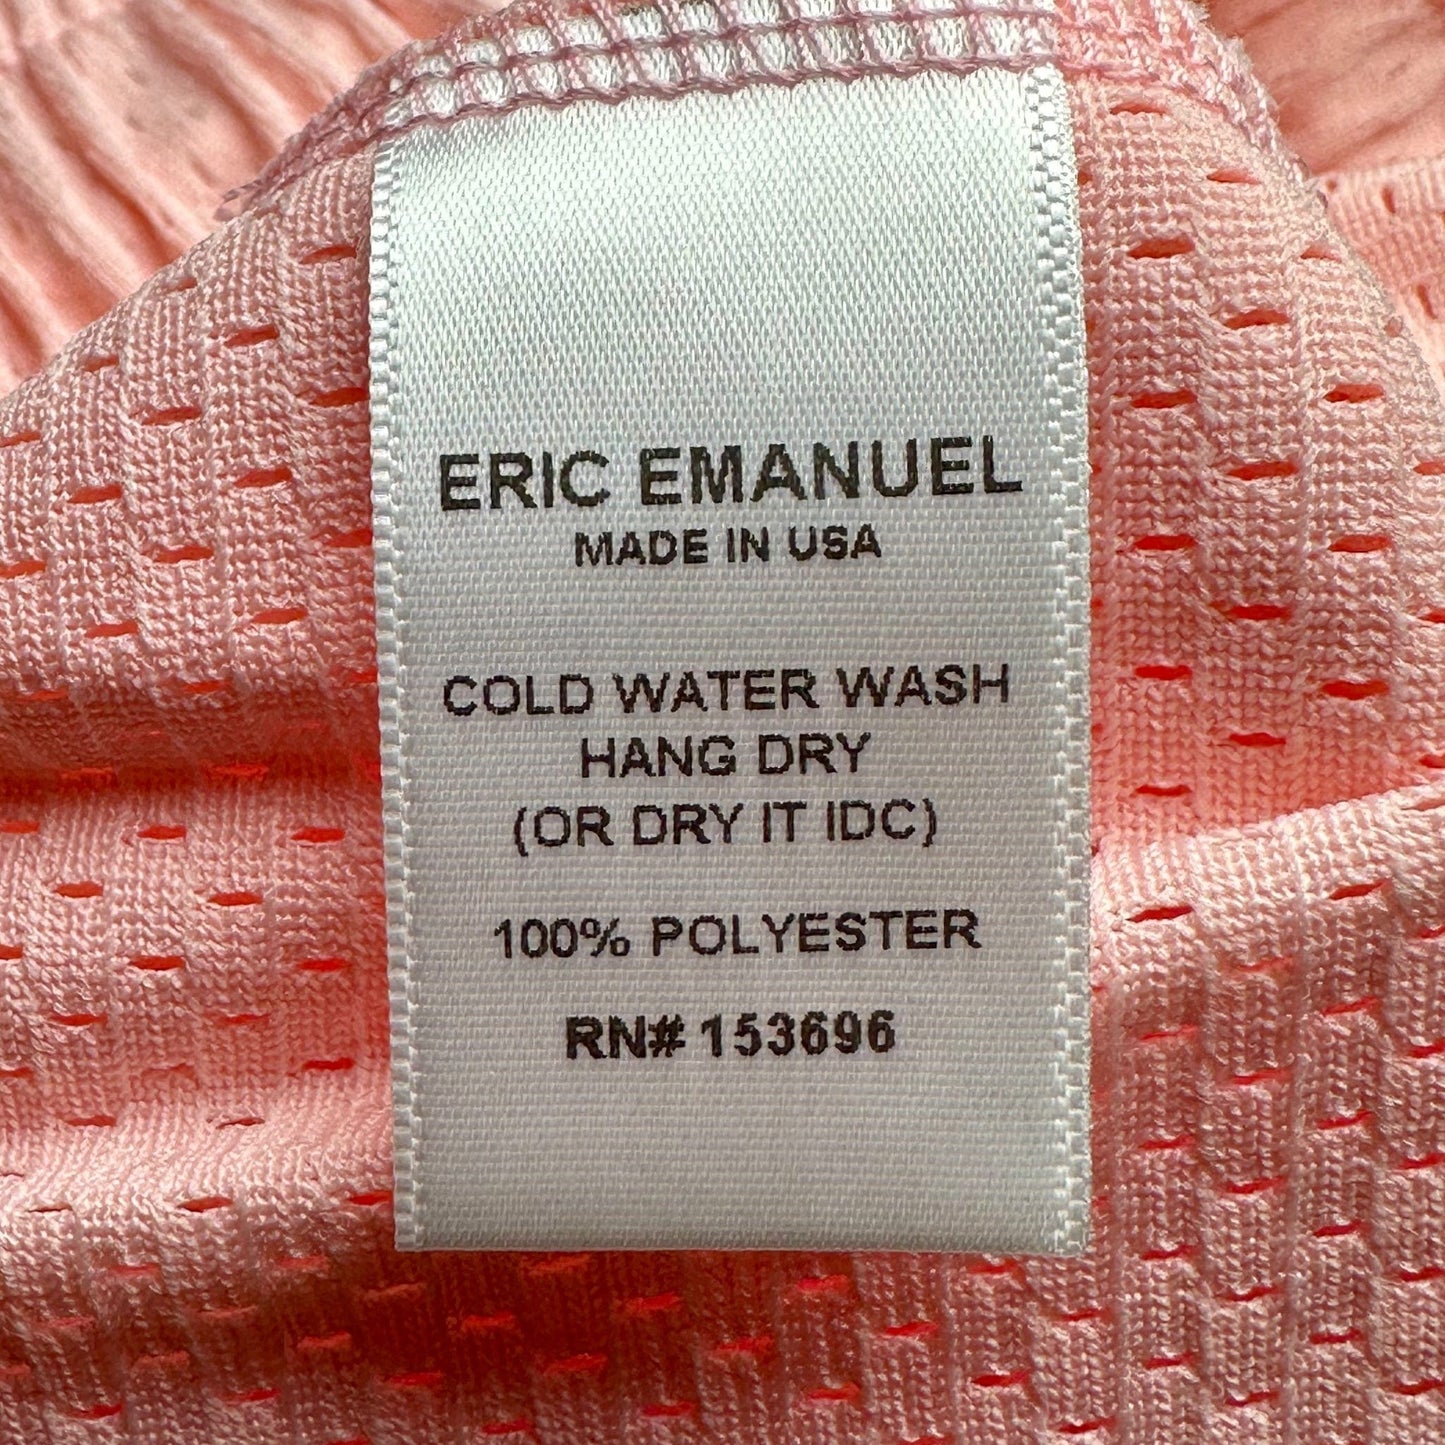 ERIC EMANUEL
MADE IN USA
COLD WATER WASH
HANG DRY
(OR DRY IT IDC)
100% POLYESTER
RN# 153696